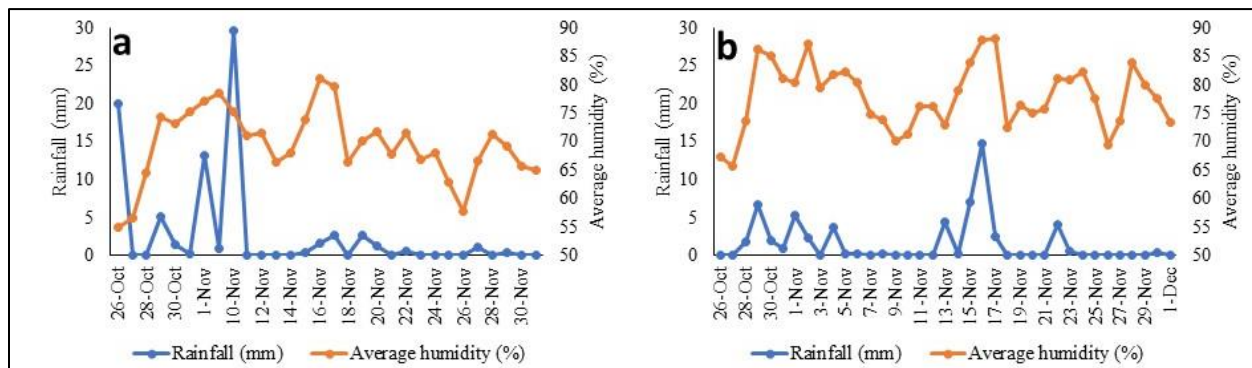 a
Rainfall (mm)
30
25
20
15
10
5
0
90
85
80
75
70
65
60
55
50
Average humidity (%)
26-Oct
28-Oct
30-Oct
1-Nov
10-Nov
12-Nov
14-Nov
16-Nov
18-Nov
20-Nov
22-Nov
24-Nov
26-Nov
28-Nov
30-Nov
Rainfall (mm) Average humidity (%)
b
Rainfall (mm)
30
25
20
15
10
5
0
90
85
80
75
70
65
60
55
50
Average humidity (%)
26-Oct
28-Oct
30-Oct
1-Nov
3-Nov
5-Nov
7-Nov
9-Nov
11-Nov
13-Nov
15-Nov
17-Nov
19-Nov
21-Nov
23-Nov
25-Nov
27-Nov
29-Nov
1-Dec
Rainfall (mm) Average humidity (%)